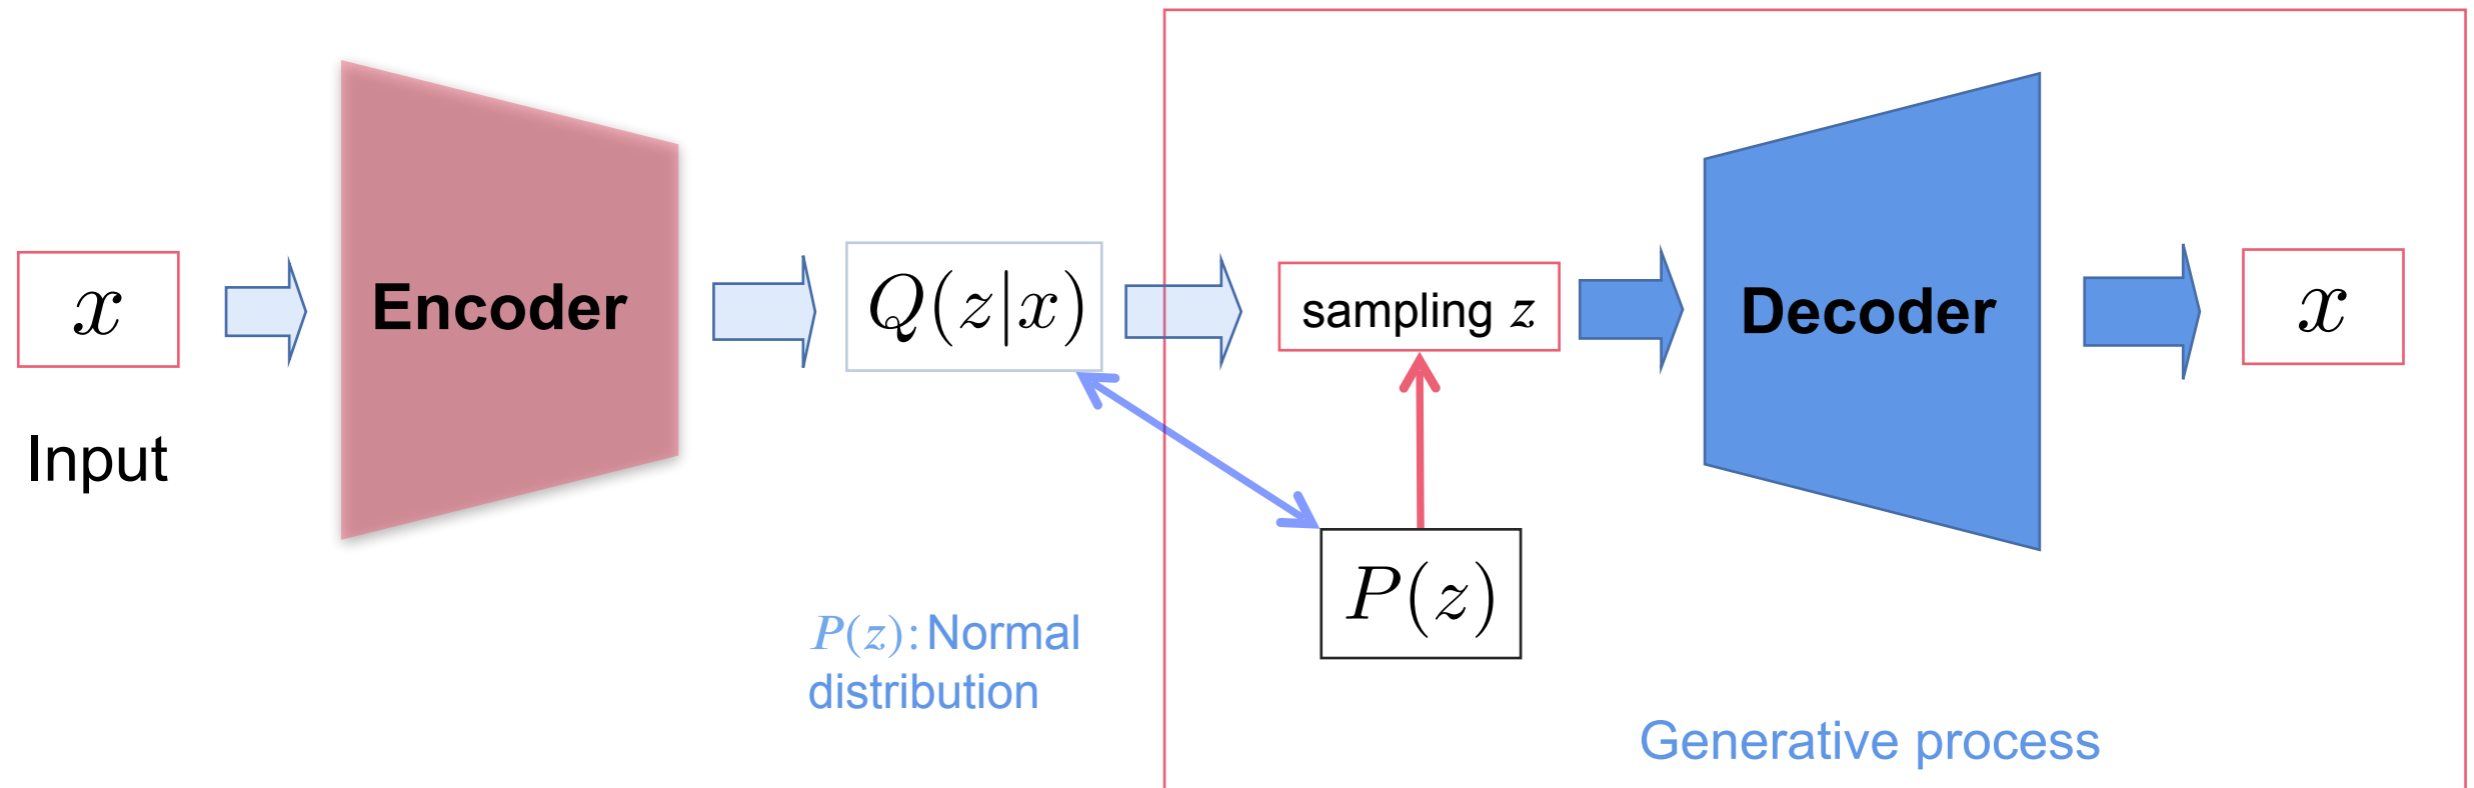 x
Encoder
Q(z|x)
sampling z
Decoder
x
Input
P(z)
P(z): Normal
distribution
Generative process